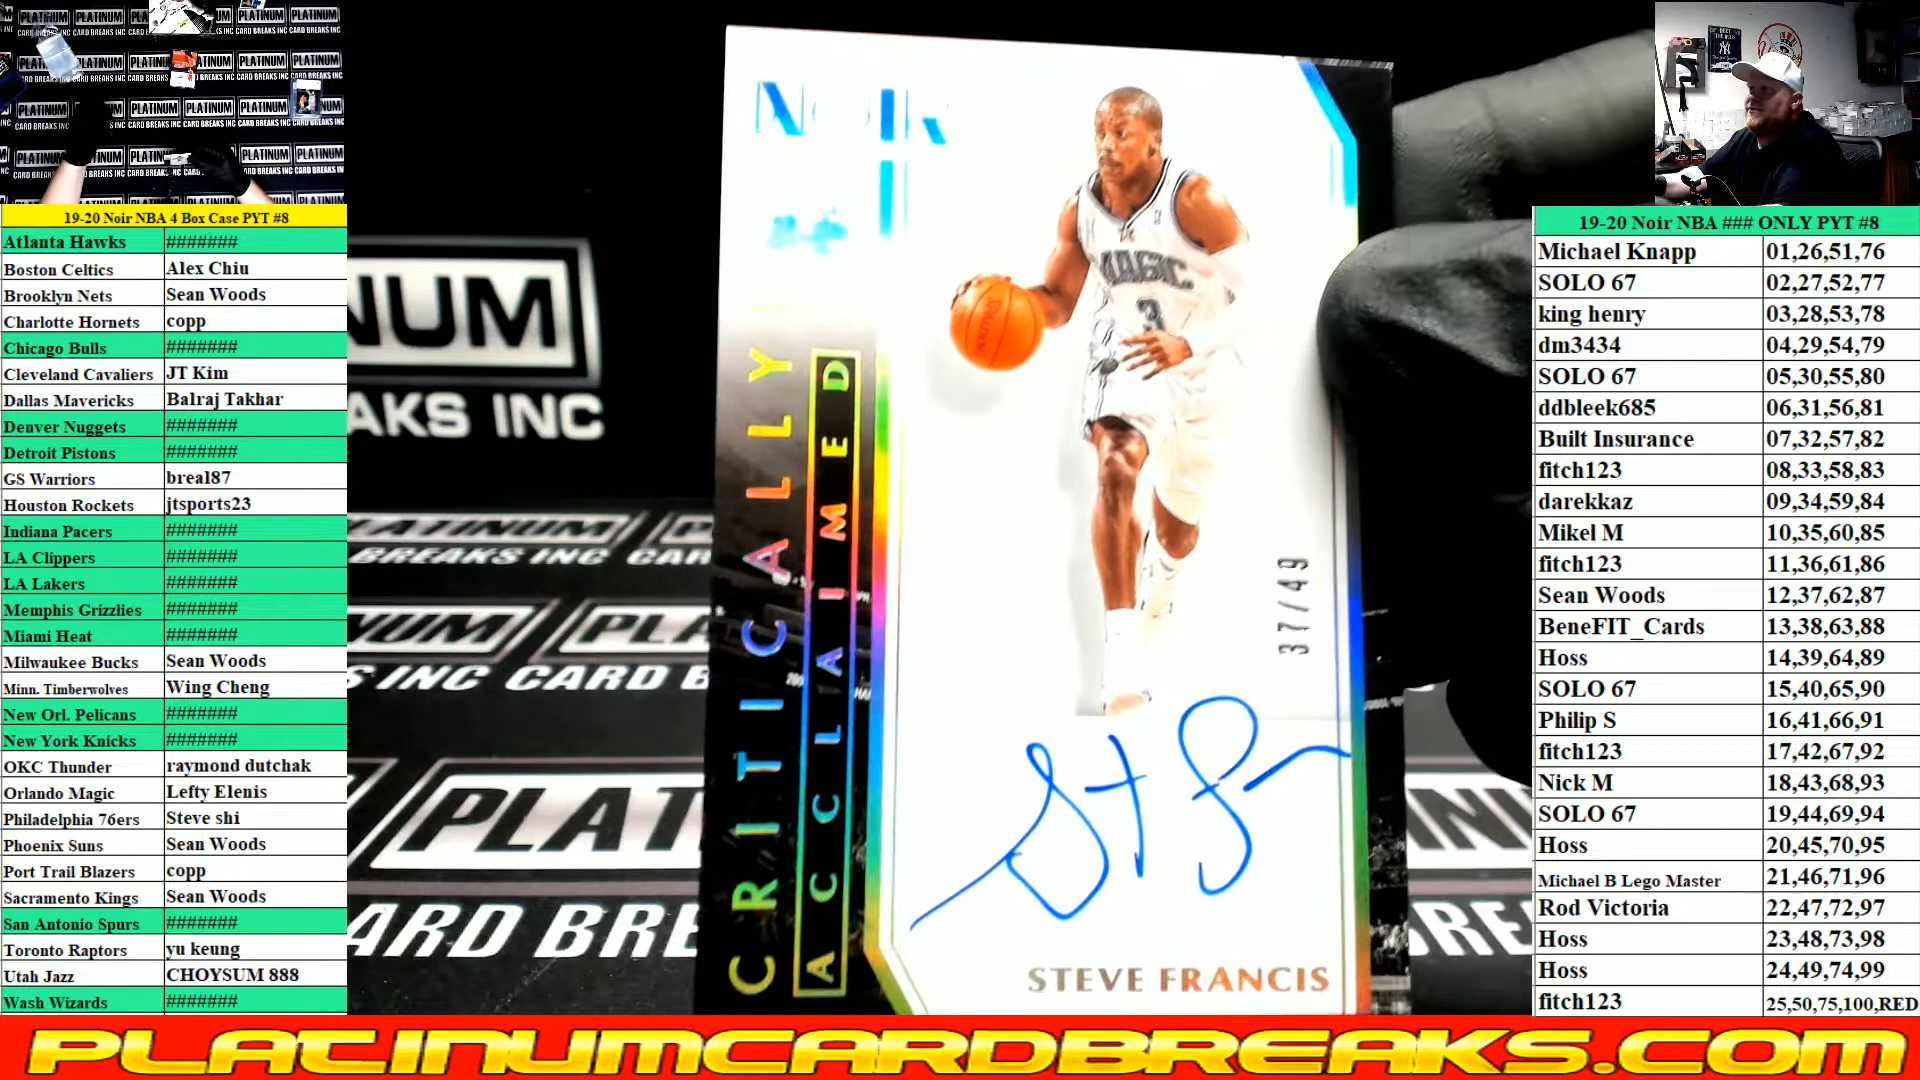 19-20 Noir NBA 4 Box Case PYT #8
Atlanta Hawks #######
Boston Celtics Alex Chiu
Brooklyn Nets Sean Woods
Charlotte Hornets copp
Chicago Bulls #######
Cleveland Cavaliers JT Kim
Dallas Mavericks Balraj Takhar
Denver Nuggets #######
Detroit Pistons #######
GS Warriors breal87
Houston Rockets jtsports23
Indiana Pacers #######
LA Clippers #######
LA Lakers #######
Memphis Grizzlies #######
Miami Heat #######
Milwaukee Bucks Sean Woods
Minn. Timberwolves Wing Cheng
New Orl. Pelicans #######
New York Knicks #######
OKC Thunder raymond dutchak
Orlando Magic Lefty Elenis
Philadelphia 76ers Steve shi
Phoenix Suns Sean Woods
Port Trail Blazers copp
Sacramento Kings Sean Woods
San Antonio Spurs #######
Toronto Raptors yu keung
Utah Jazz CHOYSUM 888
Wash Wizards #######
NOIR
CRITICALLY
ACCLAIMED
MAGIC
3
SPALDING
37/49
STEVE FRANCIS
19-20 Noir NBA ### ONLY PYT #8
Michael Knapp 01,26,51,76
SOLO 67 02,27,52,77
king henry 03,28,53,78
dm3434 04,29,54,79
SOLO 67 05,30,55,80
ddbleek685 06,31,56,81
Built Insurance 07,32,57,82
fitch123 08,33,58,83
darekkaz 09,34,59,84
Mikel M 10,35,60,85
fitch123 11,36,61,86
Sean Woods 12,37,62,87
BeneFIT_Cards 13,38,63,88
Hoss 14,39,64,89
SOLO 67 15,40,65,90
Philip S 16,41,66,91
fitch123 17,42,67,92
Nick M 18,43,68,93
SOLO 67 19,44,69,94
Hoss 20,45,70,95
Michael B Lego Master 21,46,71,96
Rod Victoria 22,47,72,97
Hoss 23,48,73,98
Hoss 24,49,74,99
fitch123 25,50,75,100,RED
PLATINUMCARDBREAKS.COM